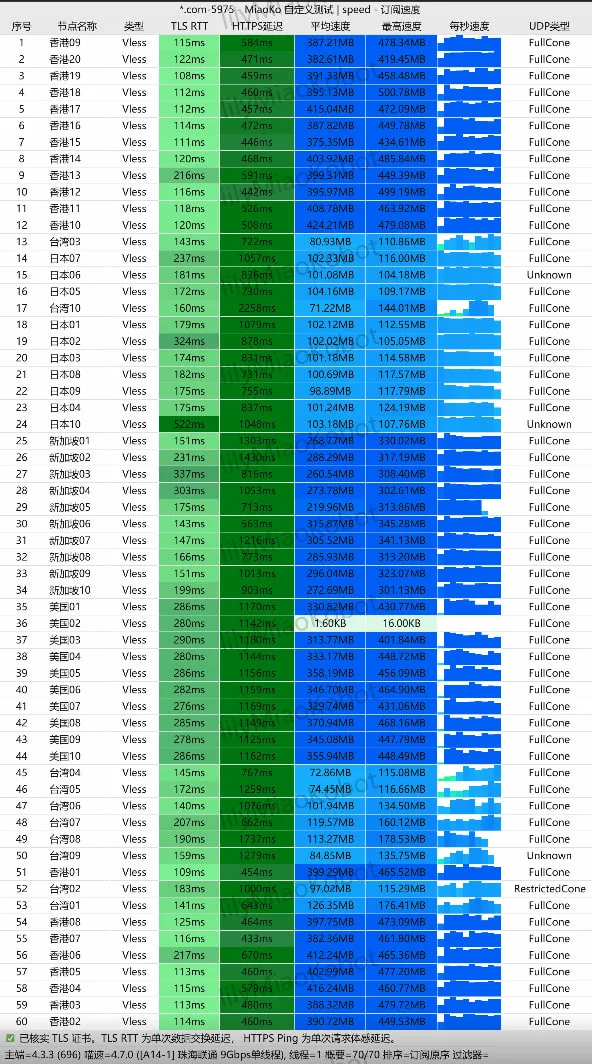 *.com-5975 - MiaoKo 自定义测试 | speed - 订阅速度
序号 节点名称 类型 TLS RTT HTTPS延迟 平均速度 最高速度 每秒速度 UDP类型
1 香港09 Vless 115ms 584ms 387.21MB 478.34MB FullCone
2 香港20 Vless 122ms 471ms 382.61MB 419.45MB FullCone
3 香港19 Vless 108ms 459ms 391.33MB 458.48MB FullCone
4 香港18 Vless 112ms 460ms 395.13MB 500.78MB FullCone
5 香港17 Vless 112ms 457ms 415.04MB 472.09MB FullCone
6 香港16 Vless 114ms 472ms 387.82MB 449.78MB FullCone
7 香港15 Vless 111ms 446ms 375.35MB 434.61MB FullCone
8 香港14 Vless 120ms 468ms 403.92MB 485.84MB FullCone
9 香港13 Vless 216ms 591ms 399.31MB 449.39MB FullCone
10 香港12 Vless 116ms 442ms 395.97MB 499.19MB FullCone
11 香港11 Vless 118ms 526ms 408.78MB 463.92MB FullCone
12 香港10 Vless 120ms 508ms 424.21MB 479.08MB FullCone
13 台湾03 Vless 143ms 722ms 80.93MB 110.86MB FullCone
14 日本07 Vless 237ms 1057ms 102.33MB 116.00MB FullCone
15 日本06 Vless 181ms 836ms 101.08MB 104.18MB Unknown
16 日本05 Vless 172ms 730ms 104.16MB 109.17MB FullCone
17 台湾10 Vless 160ms 2258ms 71.22MB 144.01MB FullCone
18 日本01 Vless 179ms 1079ms 102.12MB 112.55MB FullCone
19 日本02 Vless 324ms 878ms 102.02MB 105.05MB FullCone
20 日本03 Vless 174ms 831ms 101.18MB 114.58MB FullCone
21 日本08 Vless 182ms 731ms 100.69MB 117.57MB FullCone
22 日本09 Vless 175ms 755ms 98.89MB 117.79MB FullCone
23 日本04 Vless 175ms 837ms 101.24MB 124.19MB FullCone
24 日本10 Vless 522ms 1048ms 103.18MB 107.76MB Unknown
25 新加坡01 Vless 151ms 1303ms 268.77MB 330.02MB FullCone
26 新加坡02 Vless 231ms 1430ms 288.29MB 317.19MB FullCone
27 新加坡03 Vless 337ms 816ms 260.54MB 308.40MB FullCone
28 新加坡04 Vless 303ms 1053ms 273.78MB 302.61MB FullCone
29 新加坡05 Vless 175ms 713ms 219.96MB 313.86MB FullCone
30 新加坡06 Vless 143ms 563ms 315.87MB 345.28MB FullCone
31 新加坡07 Vless 147ms 1216ms 305.52MB 341.13MB FullCone
32 新加坡08 Vless 166ms 773ms 285.93MB 313.20MB FullCone
33 新加坡09 Vless 151ms 1013ms 296.04MB 323.07MB FullCone
34 新加坡10 Vless 199ms 903ms 272.69MB 301.13MB FullCone
35 美国01 Vless 286ms 1170ms 330.82MB 430.77MB FullCone
36 美国02 Vless 280ms 1142ms 1.60KB 16.00KB FullCone
37 美国03 Vless 290ms 1180ms 313.77MB 401.84MB FullCone
38 美国04 Vless 280ms 1144ms 333.17MB 448.72MB FullCone
39 美国05 Vless 286ms 1156ms 358.19MB 456.09MB FullCone
40 美国06 Vless 282ms 1159ms 346.70MB 464.90MB FullCone
41 美国07 Vless 276ms 1169ms 329.74MB 431.06MB FullCone
42 美国08 Vless 285ms 1149ms 370.94MB 468.16MB FullCone
43 美国09 Vless 278ms 1125ms 345.08MB 447.79MB FullCone
44 美国10 Vless 286ms 1162ms 355.94MB 448.49MB FullCone
45 台湾04 Vless 145ms 767ms 72.86MB 115.08MB FullCone
46 台湾05 Vless 172ms 1259ms 74.45MB 116.66MB FullCone
47 台湾06 Vless 140ms 1076ms 101.94MB 134.50MB FullCone
48 台湾07 Vless 207ms 862ms 119.57MB 160.12MB FullCone
49 台湾08 Vless 190ms 1737ms 113.27MB 178.53MB FullCone
50 台湾09 Vless 159ms 1279ms 84.85MB 135.75MB Unknown
51 香港01 Vless 109ms 454ms 399.29MB 465.52MB FullCone
52 台湾02 Vless 183ms 1000ms 97.02MB 115.29MB RestrictedCone
53 台湾01 Vless 141ms 643ms 126.35MB 176.41MB FullCone
54 香港08 Vless 125ms 464ms 397.75MB 473.09MB FullCone
55 香港07 Vless 116ms 433ms 382.36MB 461.80MB FullCone
56 香港06 Vless 217ms 670ms 412.24MB 465.36MB FullCone
57 香港05 Vless 113ms 460ms 402.99MB 477.20MB FullCone
58 香港04 Vless 115ms 579ms 416.24MB 460.77MB FullCone
59 香港03 Vless 113ms 480ms 388.32MB 479.72MB FullCone
60 香港02 Vless 114ms 460ms 390.72MB 449.53MB FullCone
已核实 TLS 证书。TLS RTT 为单次数据交换延迟， HTTPS Ping 为单次请求体感延迟。
主端=4.3.3 (696) 喵速=4.7.0 ([A14-1] 珠海联通 9Gbps单线程), 线程=1 概要=70/70 排序=订阅原序 过滤器=